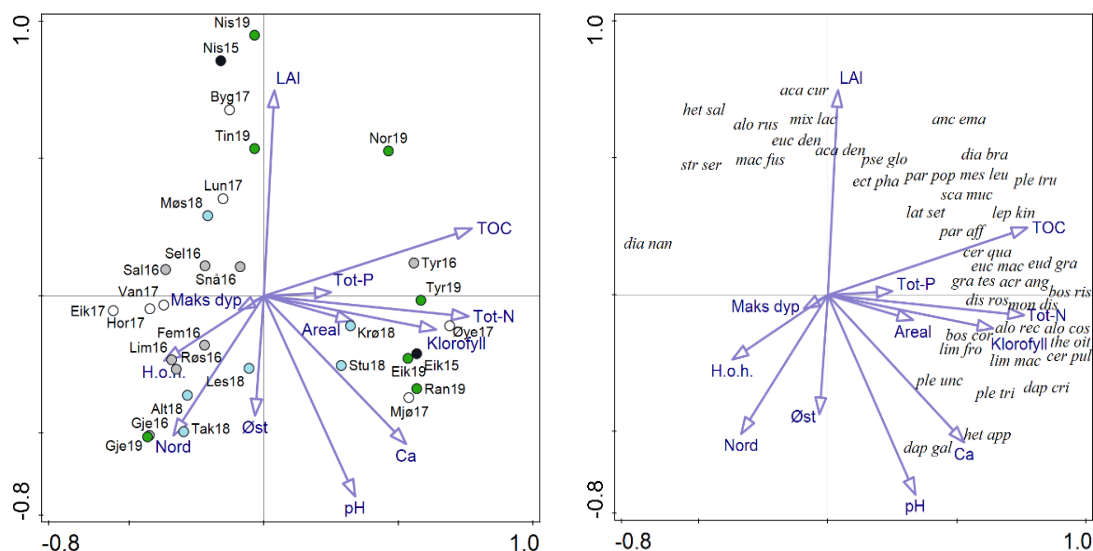 1.0
Nis19
Nis15
LAl
Byg17
Tin19
Nor19
Lun17
Møs18
TOC
Sel16
Sal16
Snå16
Tyr16
Tot-P
Van17
Maks dyp
Tyr19
Eik17
Hor17
Areal
Krø18
Tot-N
Øye17
Klorofyll
Fem16
Lim16
Røs16
H.o.h.
Les18
Stu18
Eik15
Eik19
Ran19
Alt18
Mjø17
Gje16
Nord
Tak18
Gje19
Øst
Ca
pH
-0.8
-0.8
1.0
1.0
LAl
aca cur
het sal
alo rus
mix lac
anc ema
euc den
str ser
mac fus
aca den
pse glo
dia bra
ect pha
par pop
mes leu
ple tru
sca muc
lat set
lep kin
TOC
par aff
dia nan
cer qua
euc mac
eud gra
Tot-P
gra tes
acr ang
bos ris
Maks dyp
dia ros
mon dis
Tot-N
Areal
bos cor
alo rec
alo cos
Klorofyll
the oit
lim fro
lim mac
cer pul
H.o.h.
ple unc
ple tri
dap cri
Nord
Øst
het app
dap gal
Ca
pH
-0.8
-0.8
1.0